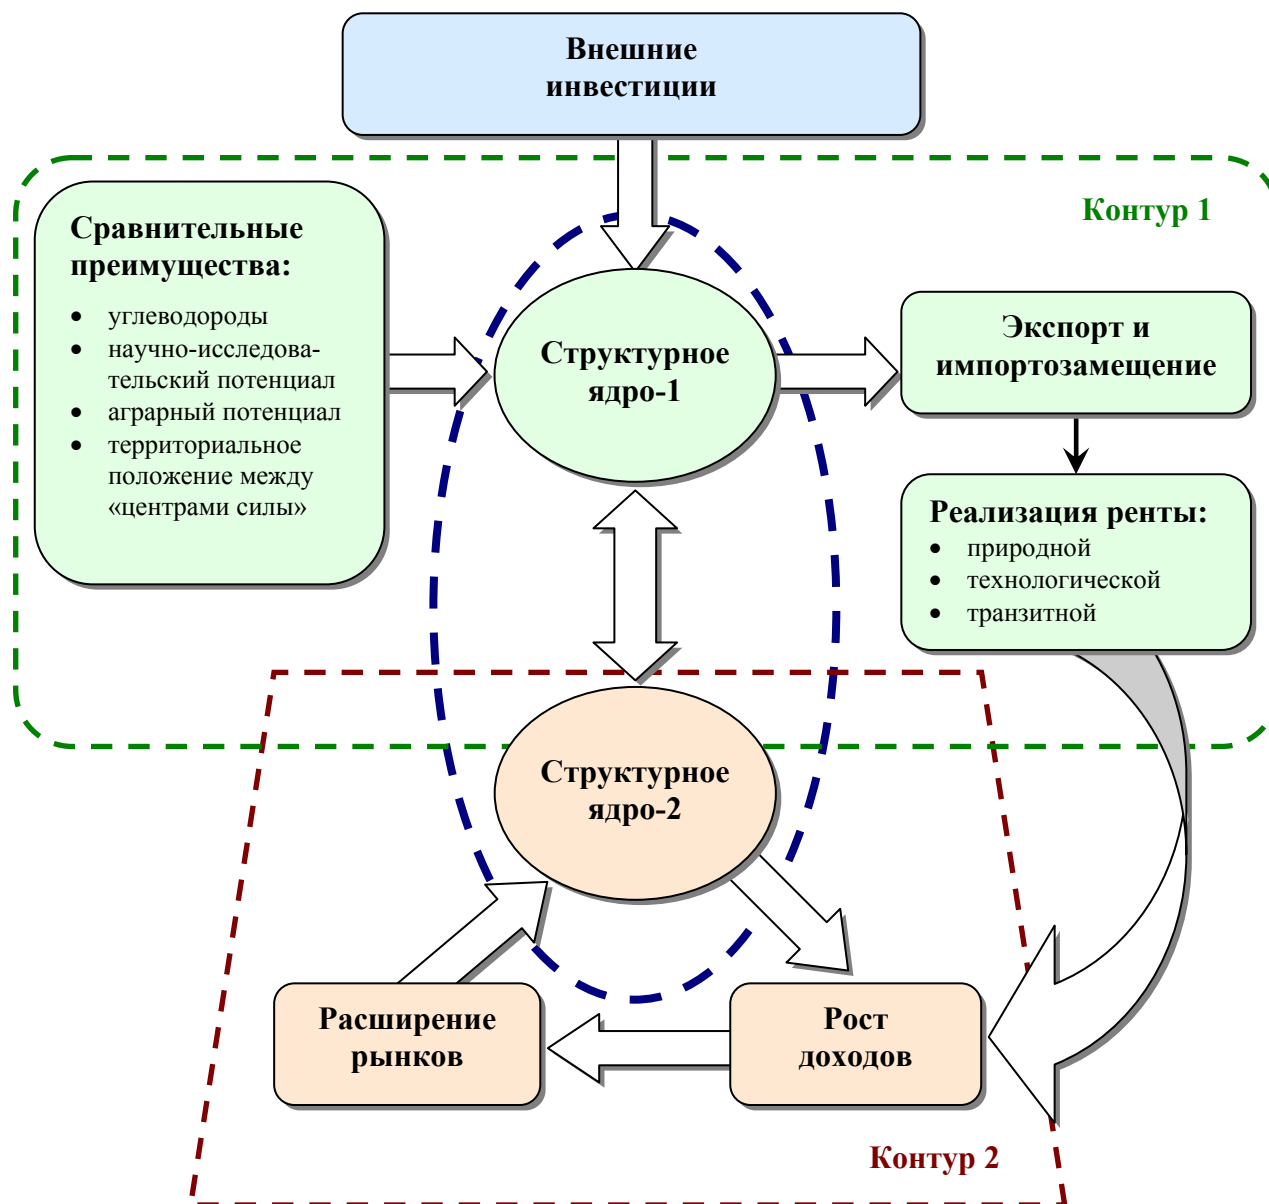 Внешние
инвестиции
Контур 1
Сравнительные
преимущества:
• углеводороды
• научно-исследова-
тельский потенциал
• аграрный потенциал
• территориальное
положение между
«центрами силы»
Структурное
ядро-1
Экспорт и
импортозамещение
Реализация ренты:
• природной
• технологической
• транзитной
Структурное
ядро-2
Расширение
рынков
Рост
доходов
Контур 2